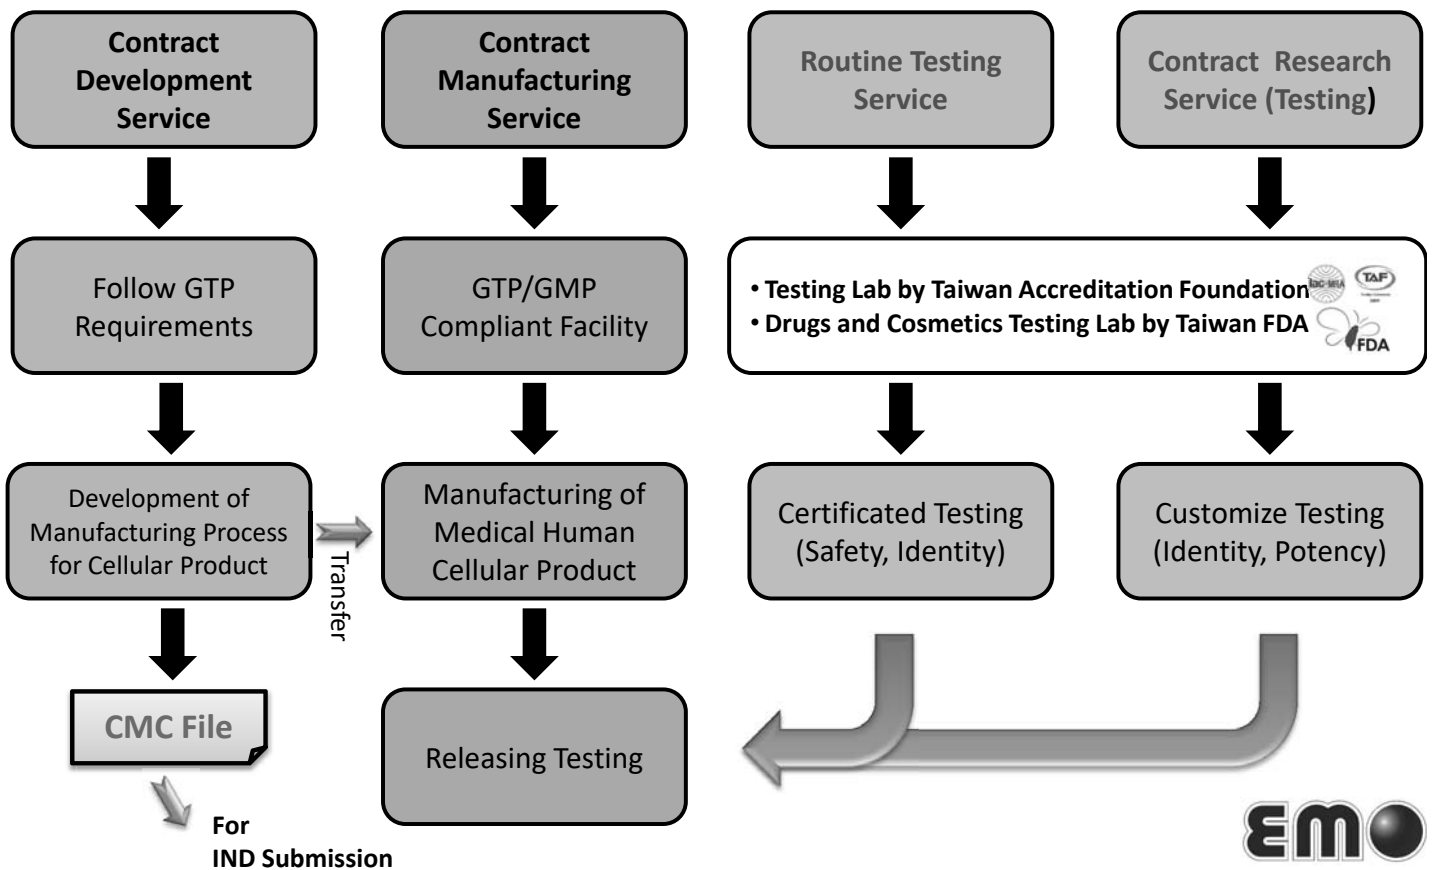 Contract
Development
Service
Contract
Manufacturing
Service
Routine Testing
Service
Contract Research
Service (Testing)
Follow GTP
Requirements
GTP/GMP
Compliant Facility
• Testing Lab by Taiwan Accreditation Foundation
• Drugs and Cosmetics Testing Lab by Taiwan FDA
TAF
FDA
Development of
Manufacturing Process
for Cellular Product
Transfer
Manufacturing of
Medical Human
Cellular Product
Certificated Testing
(Safety, Identity)
Customize Testing
(Identity, Potency)
CMC File
Releasing Testing
For
IND Submission
EMO